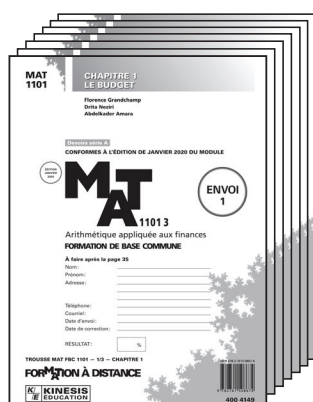 MAT
1101
CHAPITRE 1
LE BUDGET
Florence Grandchamp
Drita Neziri
Abdelkader Amara
Devoirs série A
CONFORMES À L'ÉDITION DE JANVIER 2020 DU MODULE
ÉDITION
JANVIER
2020
MAT
1101 3
ENVOI
1
Arithmétique appliquée aux finances
FORMATION DE BASE COMMUNE
À faire après la page 35
Nom:
Prénom:
Adresse:
Téléphone:
Courriel:
Date d'envoi:
Date de correction:
RÉSULTAT: %
TROUSSE MAT FBC 1101 – 1/3 – CHAPITRE 1
FORMATION À DISTANCE
K
É
KINESIS
ÉDUCATION
400 4149